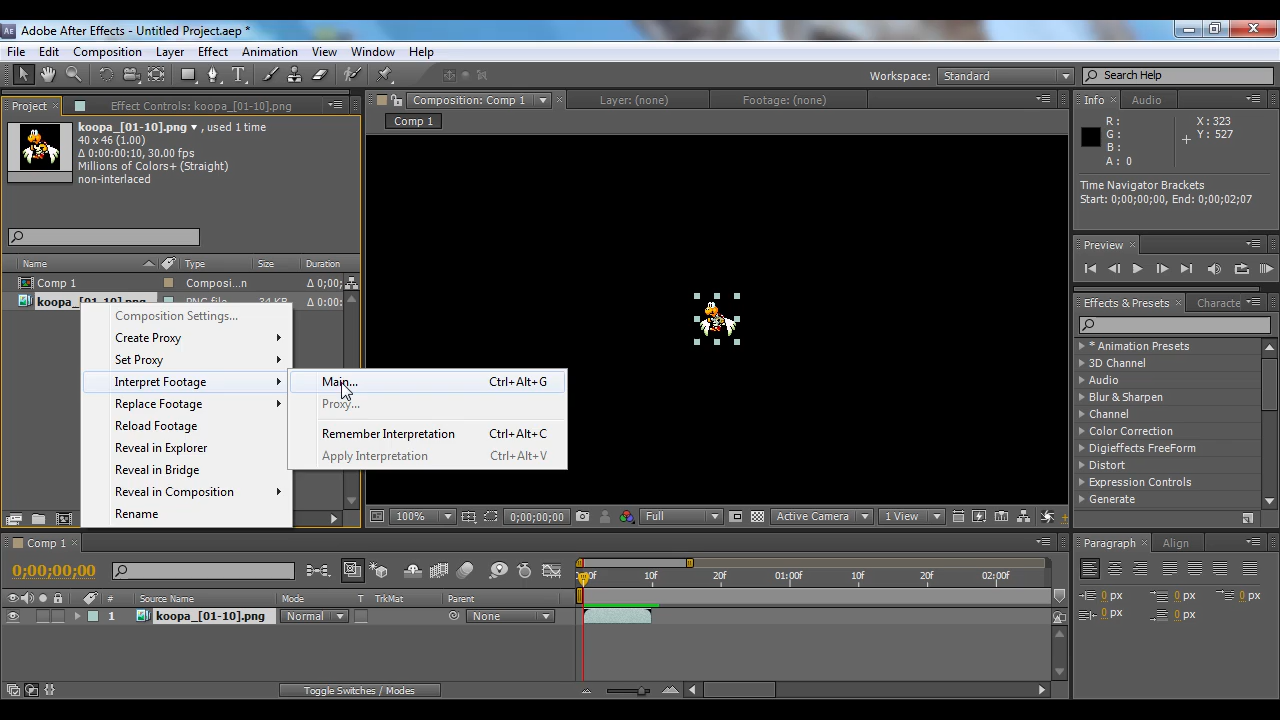 Adobe After Effects - Untitled Project.aep *
File Edit Composition Layer Effect Animation View Window Help
Workspace: Standard Search Help
Project Effect Controls: koopa_[01-10].png
Composition: Comp 1 Layer: (none) Footage: (none)
Info Audio
koopa_[01-10].png , used 1 time
40 x 46 (1.00)
Δ 0:00:00:10, 30.00 fps
Millions of Colors+ (Straight)
non-interlaced
Comp 1
R :
G :
B :
A : 0
X : 323
Y : 527
Time Navigator Brackets
Start: 0;00;00;00, End: 0;00;02;07
Preview
Name Type Size Duration
Comp 1 Composi...n Δ 0;00;
koopa_[01-10].png PNG file 34 KB Δ 0:00:
Composition Settings...
Create Proxy
Set Proxy
Interpret Footage
Replace Footage
Reload Footage
Reveal in Explorer
Reveal in Bridge
Reveal in Composition
Rename
Main... Ctrl+Alt+G
Proxy...
Remember Interpretation Ctrl+Alt+C
Apply Interpretation Ctrl+Alt+V
Effects & Presets Characte
* Animation Presets
3D Channel
Audio
Blur & Sharpen
Channel
Color Correction
Digieffects FreeForm
Distort
Expression Controls
Generate
100% 0;00;00;00 Full Active Camera 1 View
Comp 1
0;00;00;00
:00f 10f 20f 01:00f 10f 20f 02:00f
# Source Name Mode T TrkMat Parent
1 koopa_[01-10].png Normal None
Toggle Switches / Modes
Paragraph Align
0 px 0 px 0 px
0 px 0 px